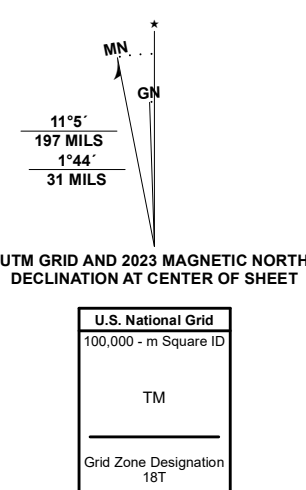 ★
MN
GN
11°5´
197 MILS
1°44´
31 MILS
UTM GRID AND 2023 MAGNETIC NORTH
DECLINATION AT CENTER OF SHEET
U.S. National Grid
100,000 - m Square ID
TM
Grid Zone Designation
18T